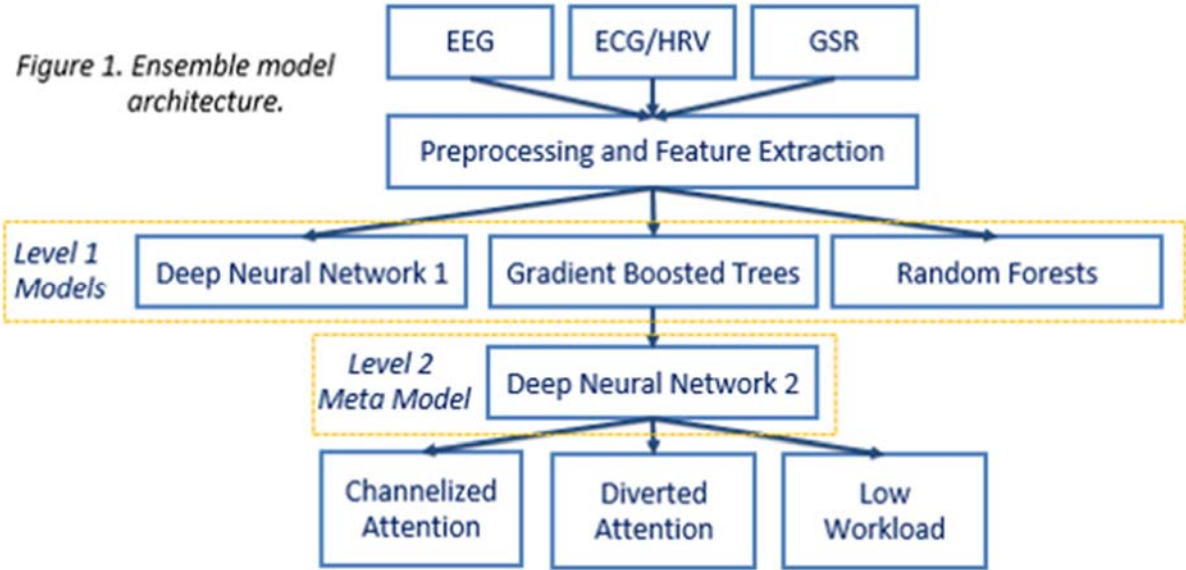 Figure 1. Ensemble model
architecture.
EEG
ECG/HRV
GSR
Preprocessing and Feature Extraction
Level 1
Models
Deep Neural Network 1
Gradient Boosted Trees
Random Forests
Level 2
Meta Model
Deep Neural Network 2
Channelized
Attention
Diverted
Attention
Low
Workload